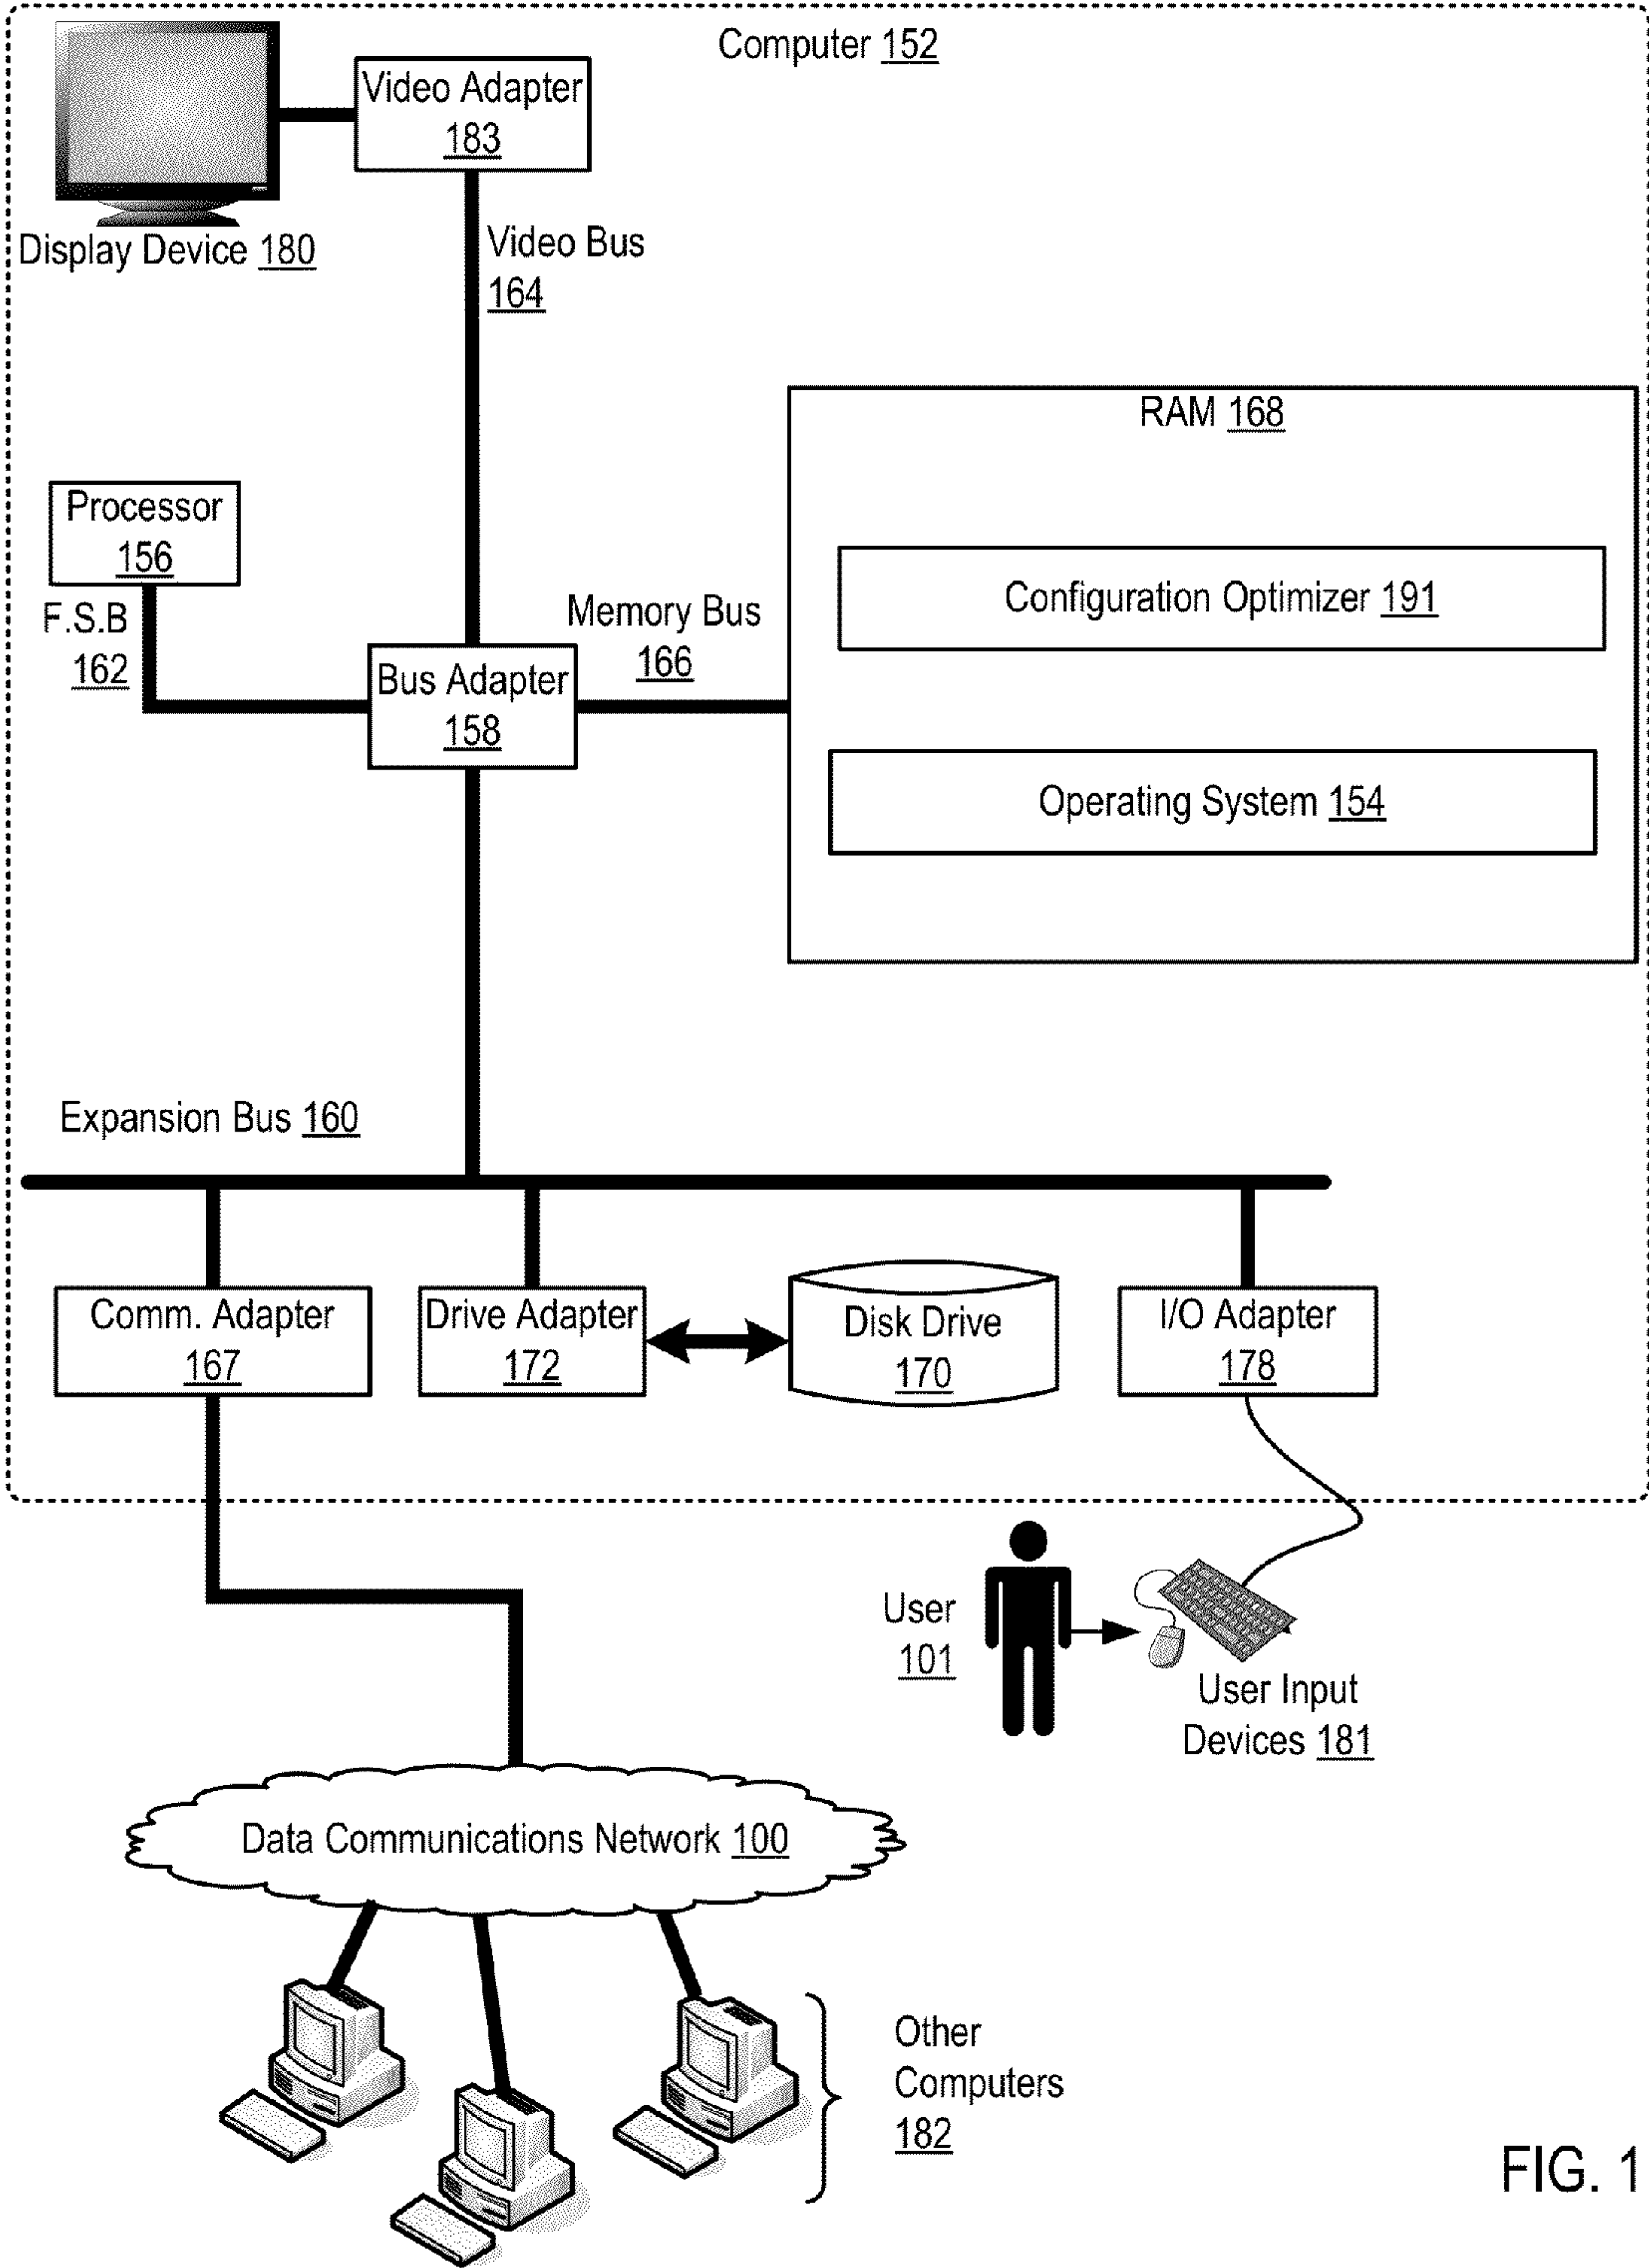 Computer 152
Video Adapter
183
Display Device 180
Video Bus
164
RAM 168
Processor
156
Configuration Optimizer 191
F.S.B
162
Memory Bus
166
Bus Adapter
158
Operating System 154
Expansion Bus 160
Comm. Adapter
167
Drive Adapter
172
Disk Drive
170
I/O Adapter
178
User
101
User Input
Devices 181
Data Communications Network 100
Other
Computers
182
FIG. 1